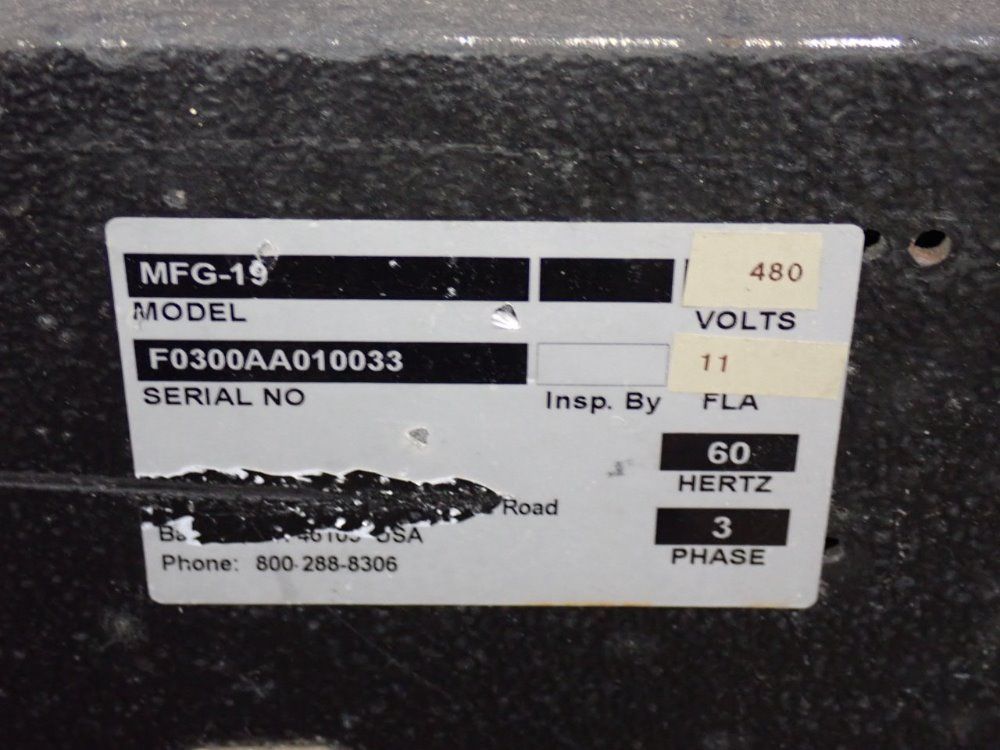 MFG-19
480
MODEL
VOLTS
F0300AA010033
11
SERIAL NO
Insp. By
FLA
60
HERTZ
Road
3
USA
Phone: 800-288-8306
PHASE